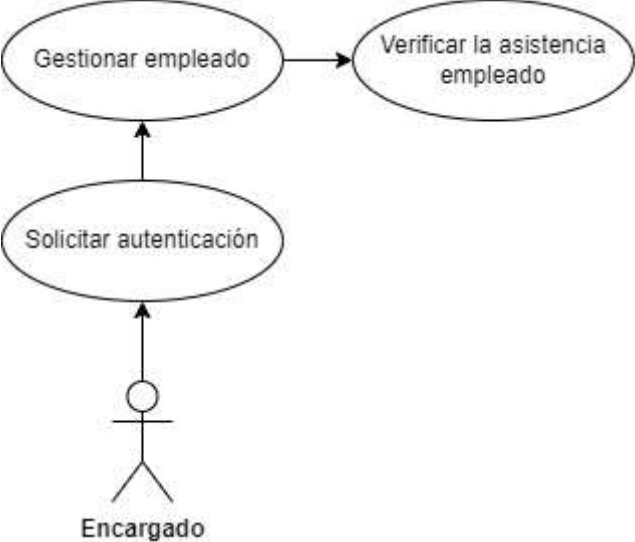 Gestionar empleado
Verificar la asistencia
empleado
Solicitar autenticación
Encargado